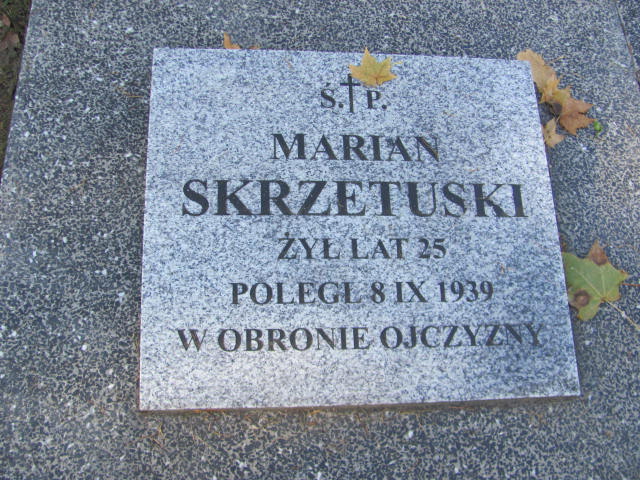 Ś.†P.
MARIAN
SKRZETUSKI
ŻYŁ LAT 25
POLEGŁ 8 IX 1939
W OBRONIE OJCZYZNY